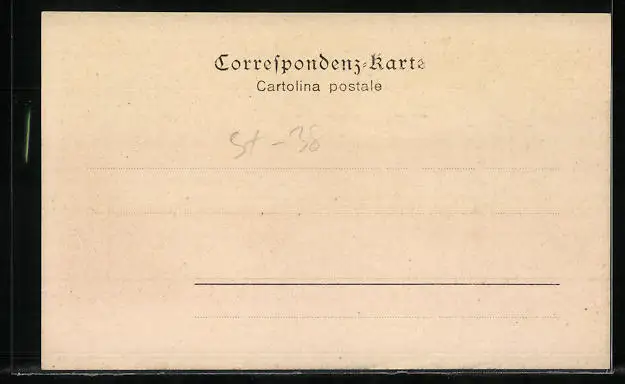 Correspondenz-Karte
Cartolina postale
St - 38